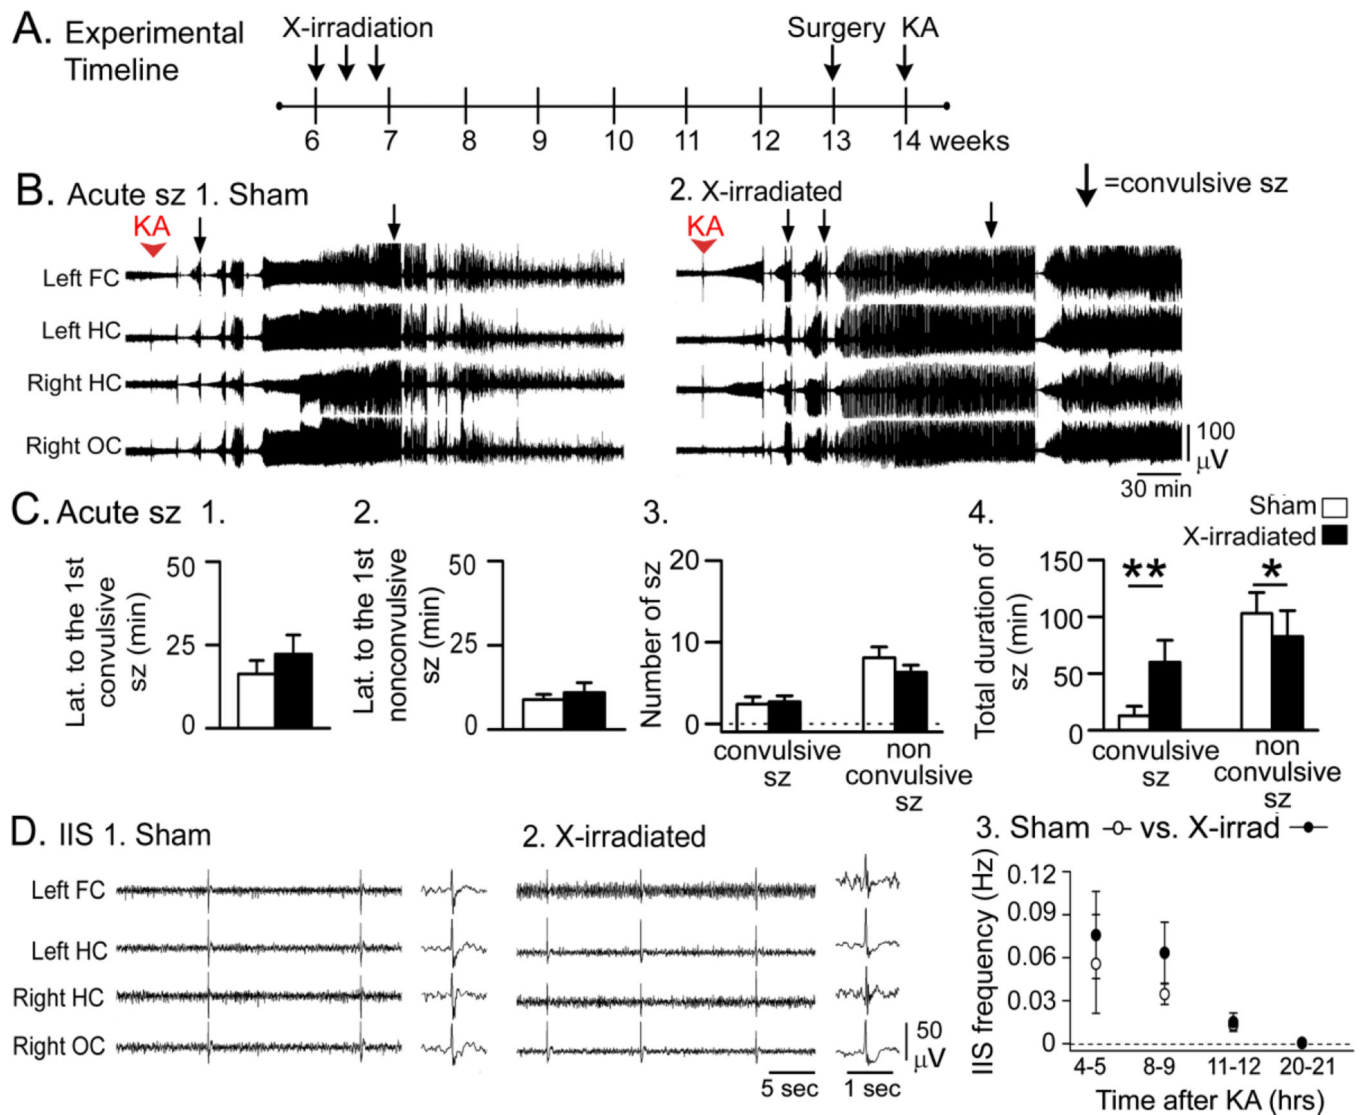 A. Experimental
Timeline
X-irradiation
Surgery KA
6 7 8 9 10 11 12 13 14 weeks
B. Acute sz 1. Sham
2. X-irradiated
=convulsive sz
KA
KA
Left FC
Left HC
Right HC
Right OC
100
μV
30 min
C. Acute sz 1.
2.
3.
4.
Sham
X-irradiated
Lat. to the 1st
convulsive
sz (min)
50
25
0
Lat. to the 1st
nonconvulsive
sz (min)
50
25
0
Number of sz
20
10
0
convulsive
sz
non
convulsive
sz
Total duration of
sz (min)
150
100
50
0
**
*
convulsive
sz
non
convulsive
sz
D. IIS 1. Sham
2. X-irradiated
3. Sham vs. X-irrad
Left FC
Left HC
Right HC
Right OC
50
μV
5 sec
1 sec
IIS frequency (Hz)
0.12
0.09
0.06
0.03
0
4-5 8-9 11-12 20-21
Time after KA (hrs)